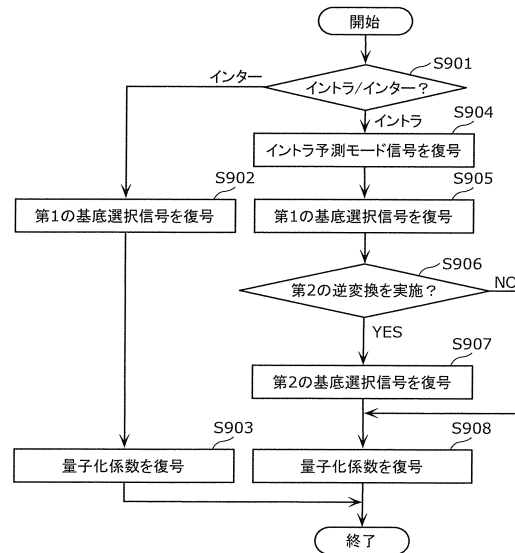 開始
S901
イントラ/インター？
インター
イントラ
S904
イントラ予測モード信号を復号
S902
第1の基底選択信号を復号
S905
第1の基底選択信号を復号
S906
第2の逆変換を実施？
NO
YES
S907
第2の基底選択信号を復号
S903
量子化係数を復号
S908
量子化係数を復号
終了